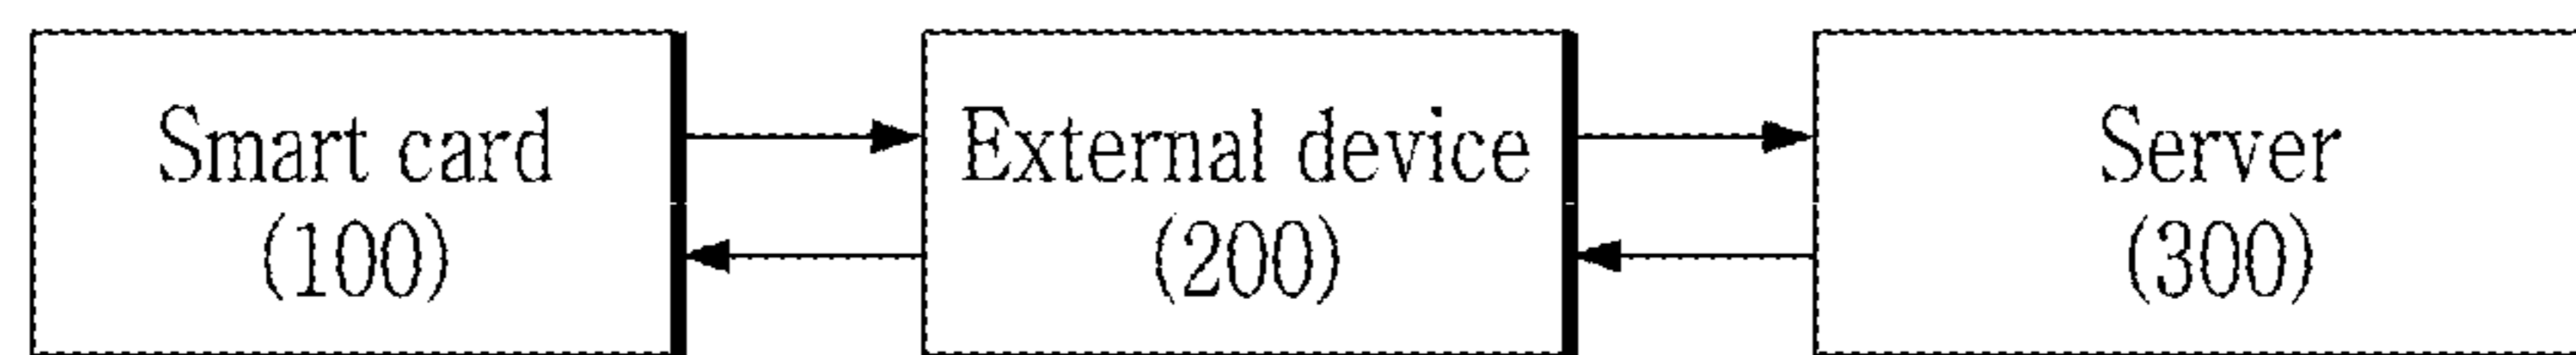 Smart card
(100)
External device
(200)
Server
(300)